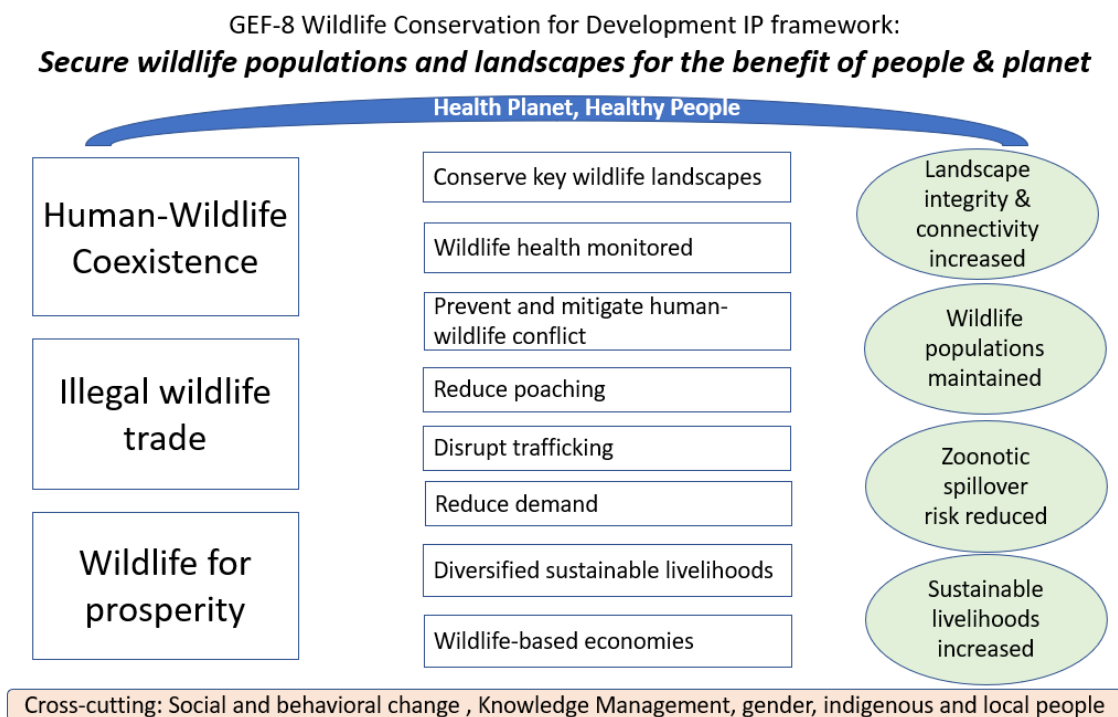 GEF-8 Wildlife Conservation for Development IP framework:
Secure wildlife populations and landscapes for the benefit of people & planet
Health Planet, Healthy People
Human-Wildlife
Coexistence
Illegal wildlife
trade
Wildlife for
prosperity
Conserve key wildlife landscapes
Wildlife health monitored
Prevent and mitigate human-
wildlife conflict
Reduce poaching
Disrupt trafficking
Reduce demand
Diversified sustainable livelihoods
Wildlife-based economies
Landscape
integrity &
connectivity
increased
Wildlife
populations
maintained
Zoonotic
spillover
risk reduced
Sustainable
livelihoods
increased
Cross-cutting: Social and behavioral change , Knowledge Management, gender, indigenous and local people